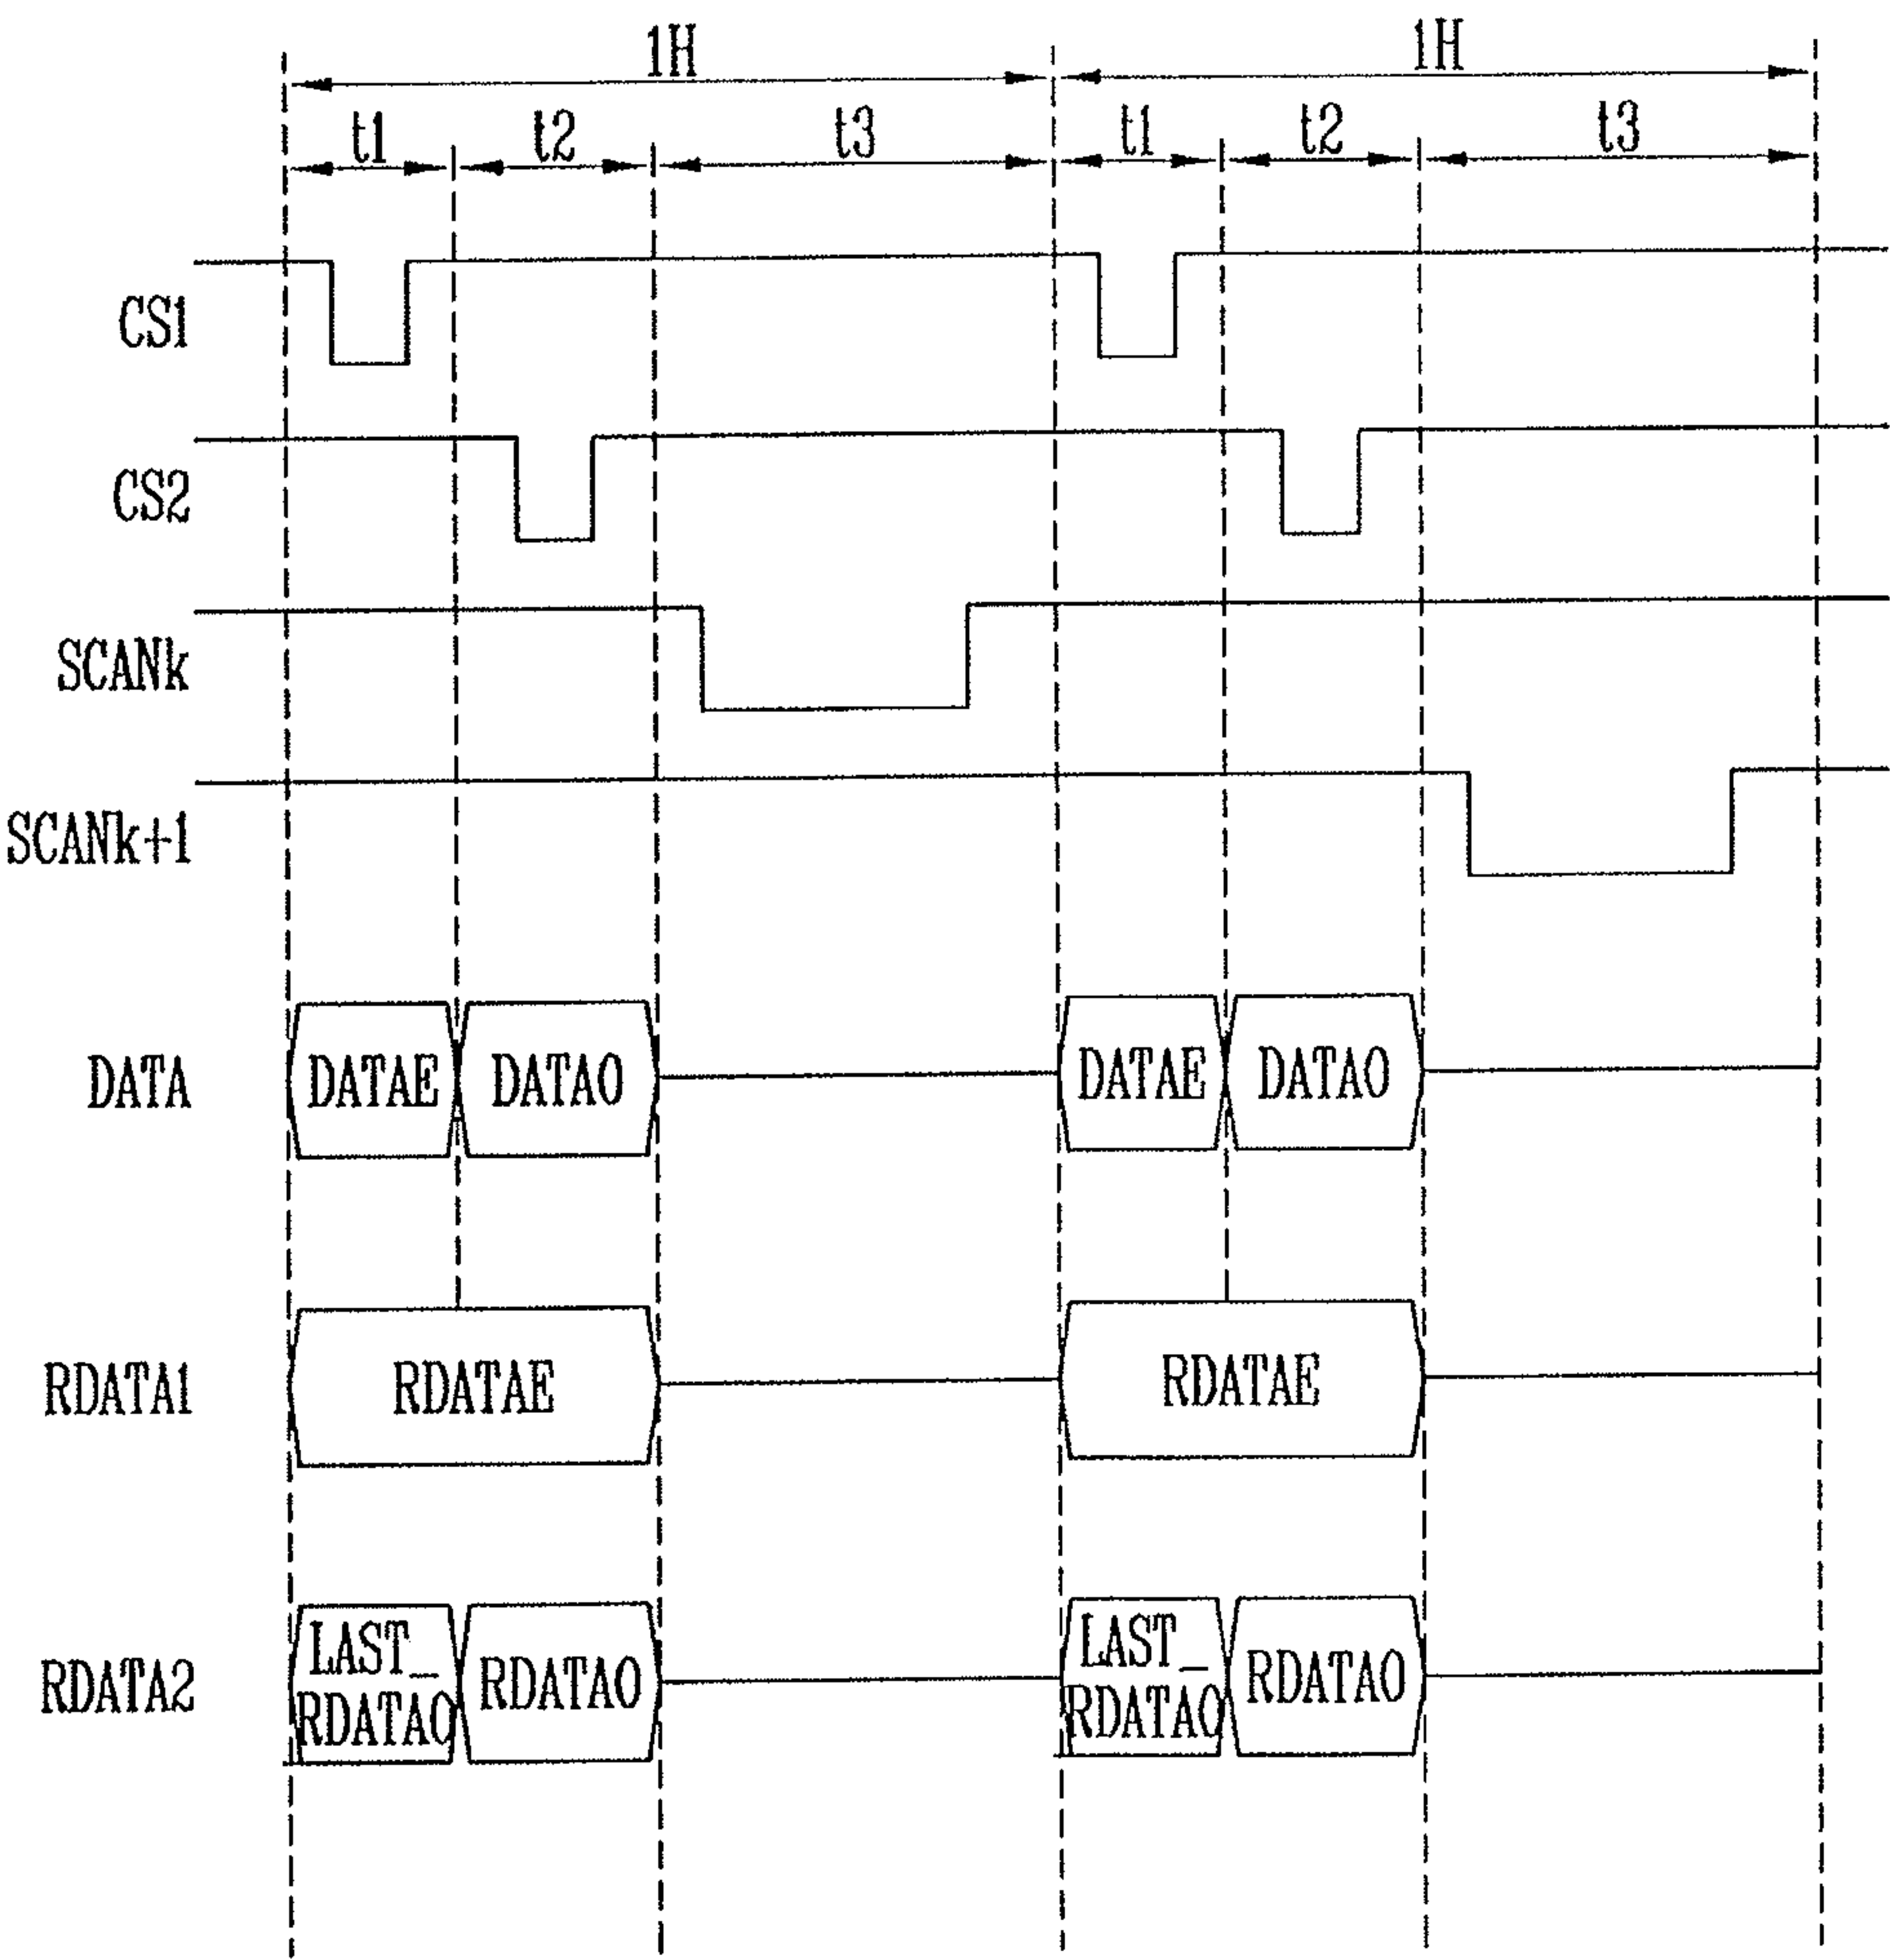 1H 1H
t1 t2 t3 t1 t2 t3
CS1
CS2
SCANk
SCANk+1
DATA DATAE DATAO DATAE DATAO
RDATA1 RDATAE RDATAE
RDATA2 LAST_ RDATAO RDATAO LAST_ RDATAO RDATAO